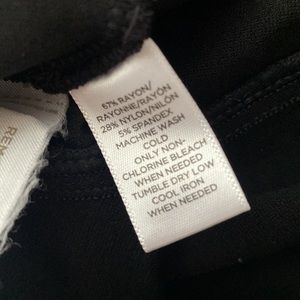 67% RAYON/
RAYONNE/RAYÓN
28% NYLON/NILÓN
5% SPANDEX
MACHINE WASH
COLD
ONLY NON-
CHLORINE BLEACH
WHEN NEEDED
TUMBLE DRY LOW
COOL IRON
WHEN NEEDED